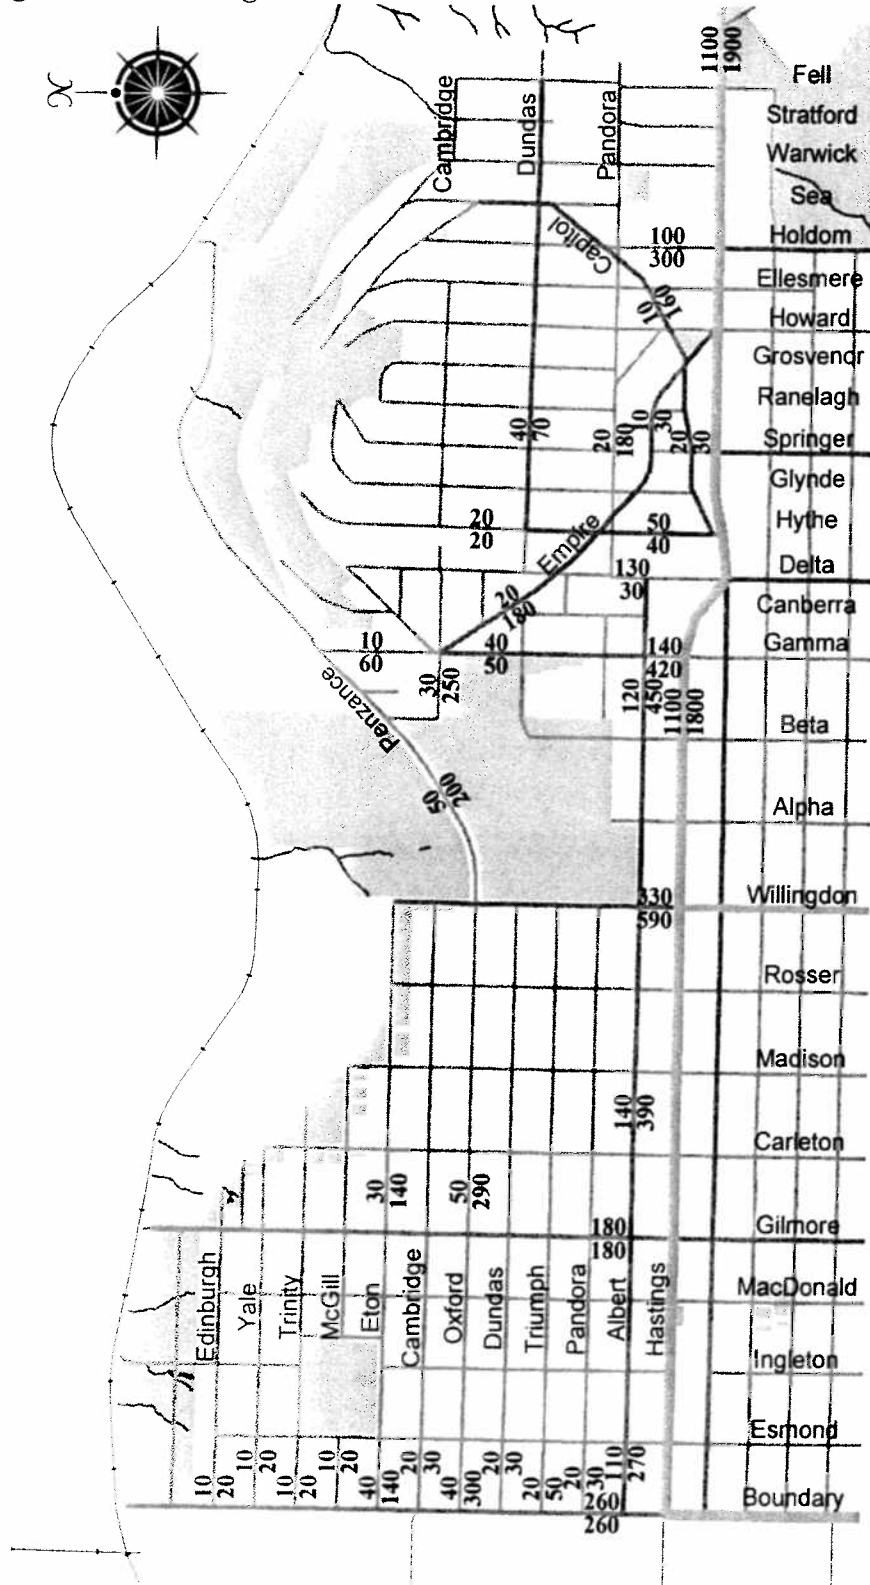 N
1100
1900
Fell
Stratford
Warwick
Sea
Holdom
Ellesmere
Howard
Grosvenor
Ranelagh
Springer
Glynde
Hythe
Delta
Canberra
Gamma
Beta
Alpha
Willingdon
Rosser
Madison
Carleton
Gilmore
MacDonald
Ingleton
Esmond
Boundary
Cambridge
Dundas
Pandora
Capitol
100
300
10
160
40
70
20
180
10
30
20
30
20
20
Empire
50
40
130
30
20
180
10
60
40
50
140
420
30
250
120
450
1100
1800
Penzance
50
200
330
590
140
390
30
140
50
290
180
180
Edinburgh
Yale
Trinity
McGill
Eton
Cambridge
Oxford
Dundas
Triumph
Pandora
Albert
Hastings
10
20
10
20
10
20
10
20
40
140
20
30
40
300
20
30
20
50
20
30
110
270
260
260